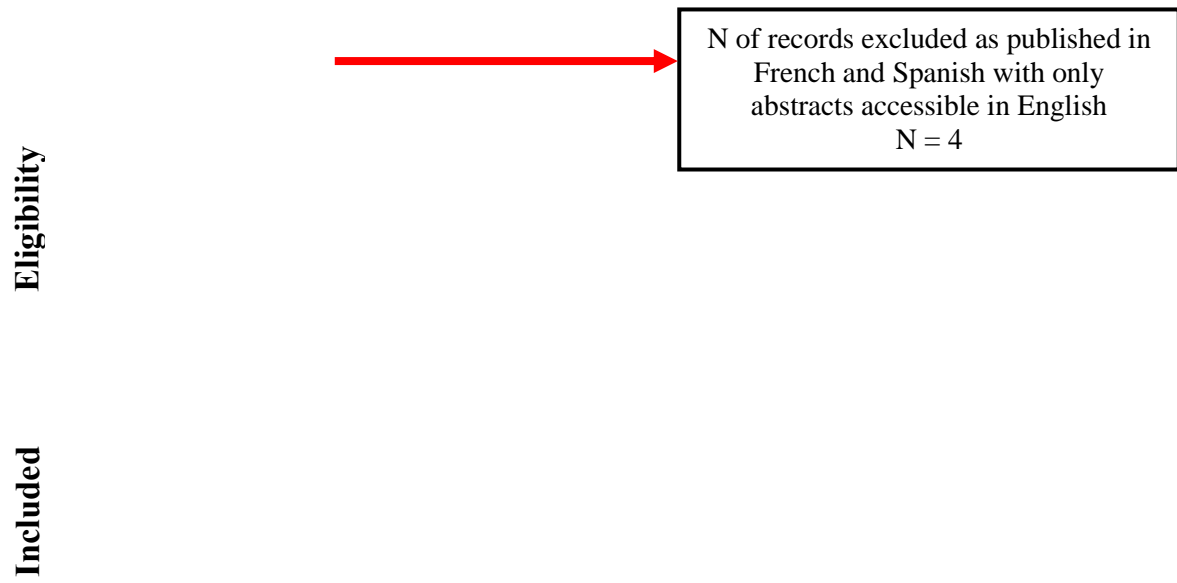 N of records excluded as published in
French and Spanish with only
abstracts accessible in English
N = 4
Eligibility
Included